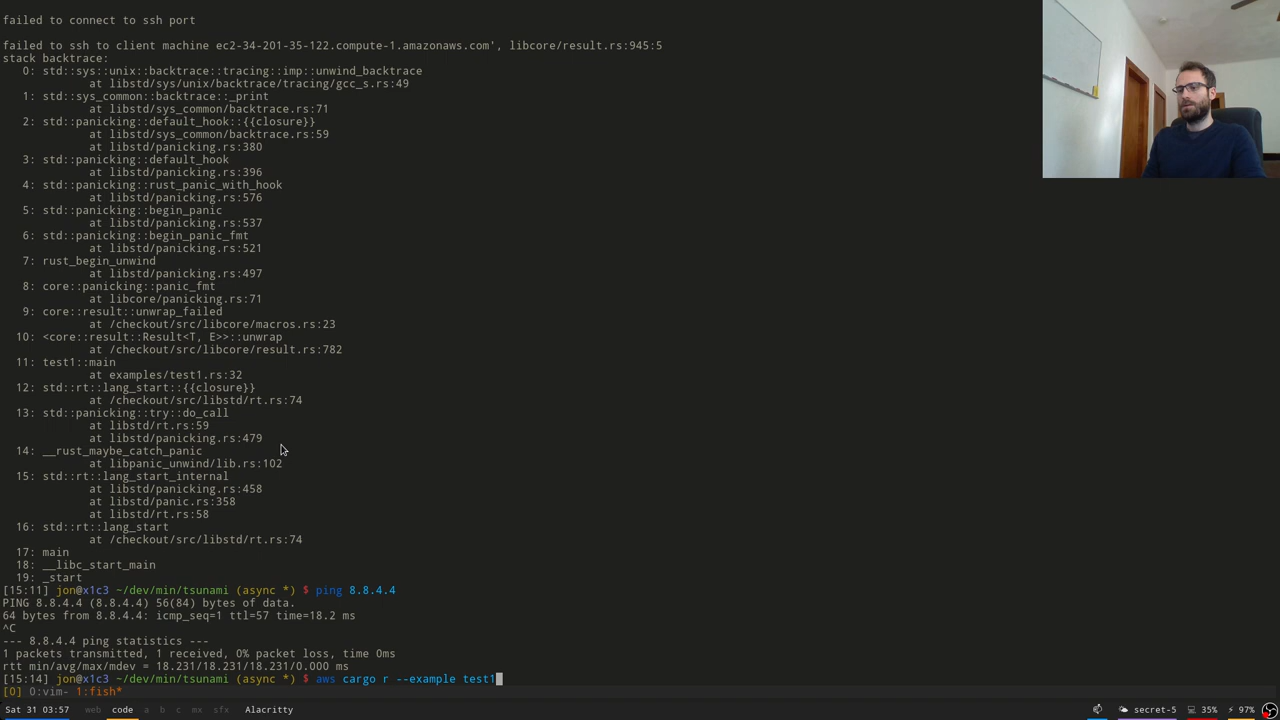 failed to connect to ssh port
failed to ssh to client machine ec2-34-201-35-122.compute-1.amazonaws.com', libcore/result.rs:945:5
stack backtrace:
0: std::sys::unix::backtrace::tracing::imp::unwind_backtrace
at libstd/sys/unix/backtrace/tracing/gcc_s.rs:49
1: std::sys_common::backtrace::_print
at libstd/sys_common/backtrace.rs:71
2: std::panicking::default_hook::{{closure}}
at libstd/sys_common/backtrace.rs:59
at libstd/panicking.rs:380
3: std::panicking::default_hook
at libstd/panicking.rs:396
4: std::panicking::rust_panic_with_hook
at libstd/panicking.rs:576
5: std::panicking::begin_panic
at libstd/panicking.rs:537
6: std::panicking::begin_panic_fmt
at libstd/panicking.rs:521
7: rust_begin_unwind
at libstd/panicking.rs:497
8: core::panicking::panic_fmt
at libcore/panicking.rs:71
9: core::result::unwrap_failed
at /checkout/src/libcore/macros.rs:23
10: <core::result::Result<T, E>>::unwrap
at /checkout/src/libcore/result.rs:782
11: test1::main
at examples/test1.rs:32
12: std::rt::lang_start::{{closure}}
at /checkout/src/libstd/rt.rs:74
13: std::panicking::try::do_call
at libstd/rt.rs:59
at libstd/panicking.rs:479
14: __rust_maybe_catch_panic
at libpanic_unwind/lib.rs:102
15: std::rt::lang_start_internal
at libstd/panicking.rs:458
at libstd/panic.rs:358
at libstd/rt.rs:58
16: std::rt::lang_start
at /checkout/src/libstd/rt.rs:74
17: main
18: __libc_start_main
19: _start
[15:11] jon@x1c3 ~/dev/min/tsunami (async *) $ ping 8.8.4.4
PING 8.8.4.4 (8.8.4.4) 56(84) bytes of data.
64 bytes from 8.8.4.4: icmp_seq=1 ttl=57 time=18.2 ms
^C
--- 8.8.4.4 ping statistics ---
1 packets transmitted, 1 received, 0% packet loss, time 0ms
rtt min/avg/max/mdev = 18.231/18.231/18.231/0.000 ms
[15:14] jon@x1c3 ~/dev/min/tsunami (async *) $ aws cargo r --example test1
[0] 0:vim- 1:fish*
Sat 31 03:57 web code a b c mx sfx Alacritty secret-5 35% 97%